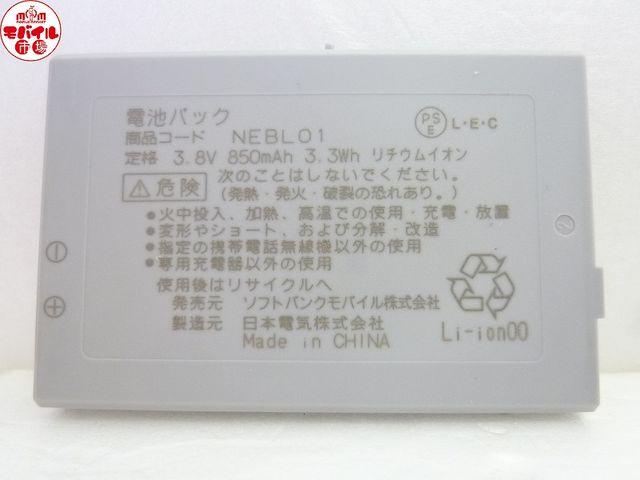 モバイル
市場
電池パック
商品コード NEBL01
PS E L・E・C
定格 3.8V 850mAh 3.3Wh リチウムイオン
⚠危険 次のことはしないでください。
（発熱・発火・破裂の恐れあり。）
●火中投入、加熱、高温での使用・充電・放置
●変形やショート、および分解・改造
●指定の携帯電話無線機以外の使用
●専用充電器以外の使用
使用後はリサイクルへ
発売元 ソフトバンクモバイル株式会社
製造元 日本電気株式会社
Made in CHINA
Li-ion00